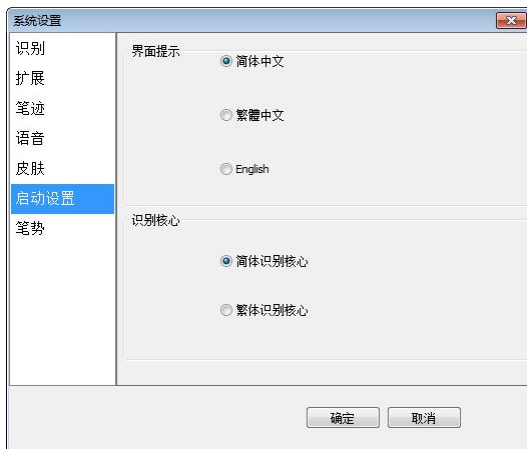 系统设置
识别
扩展
笔迹
语音
皮肤
启动设置
笔势
界面提示
简体中文
繁體中文
English
识别核心
简体识别核心
繁体识别核心
确定
取消